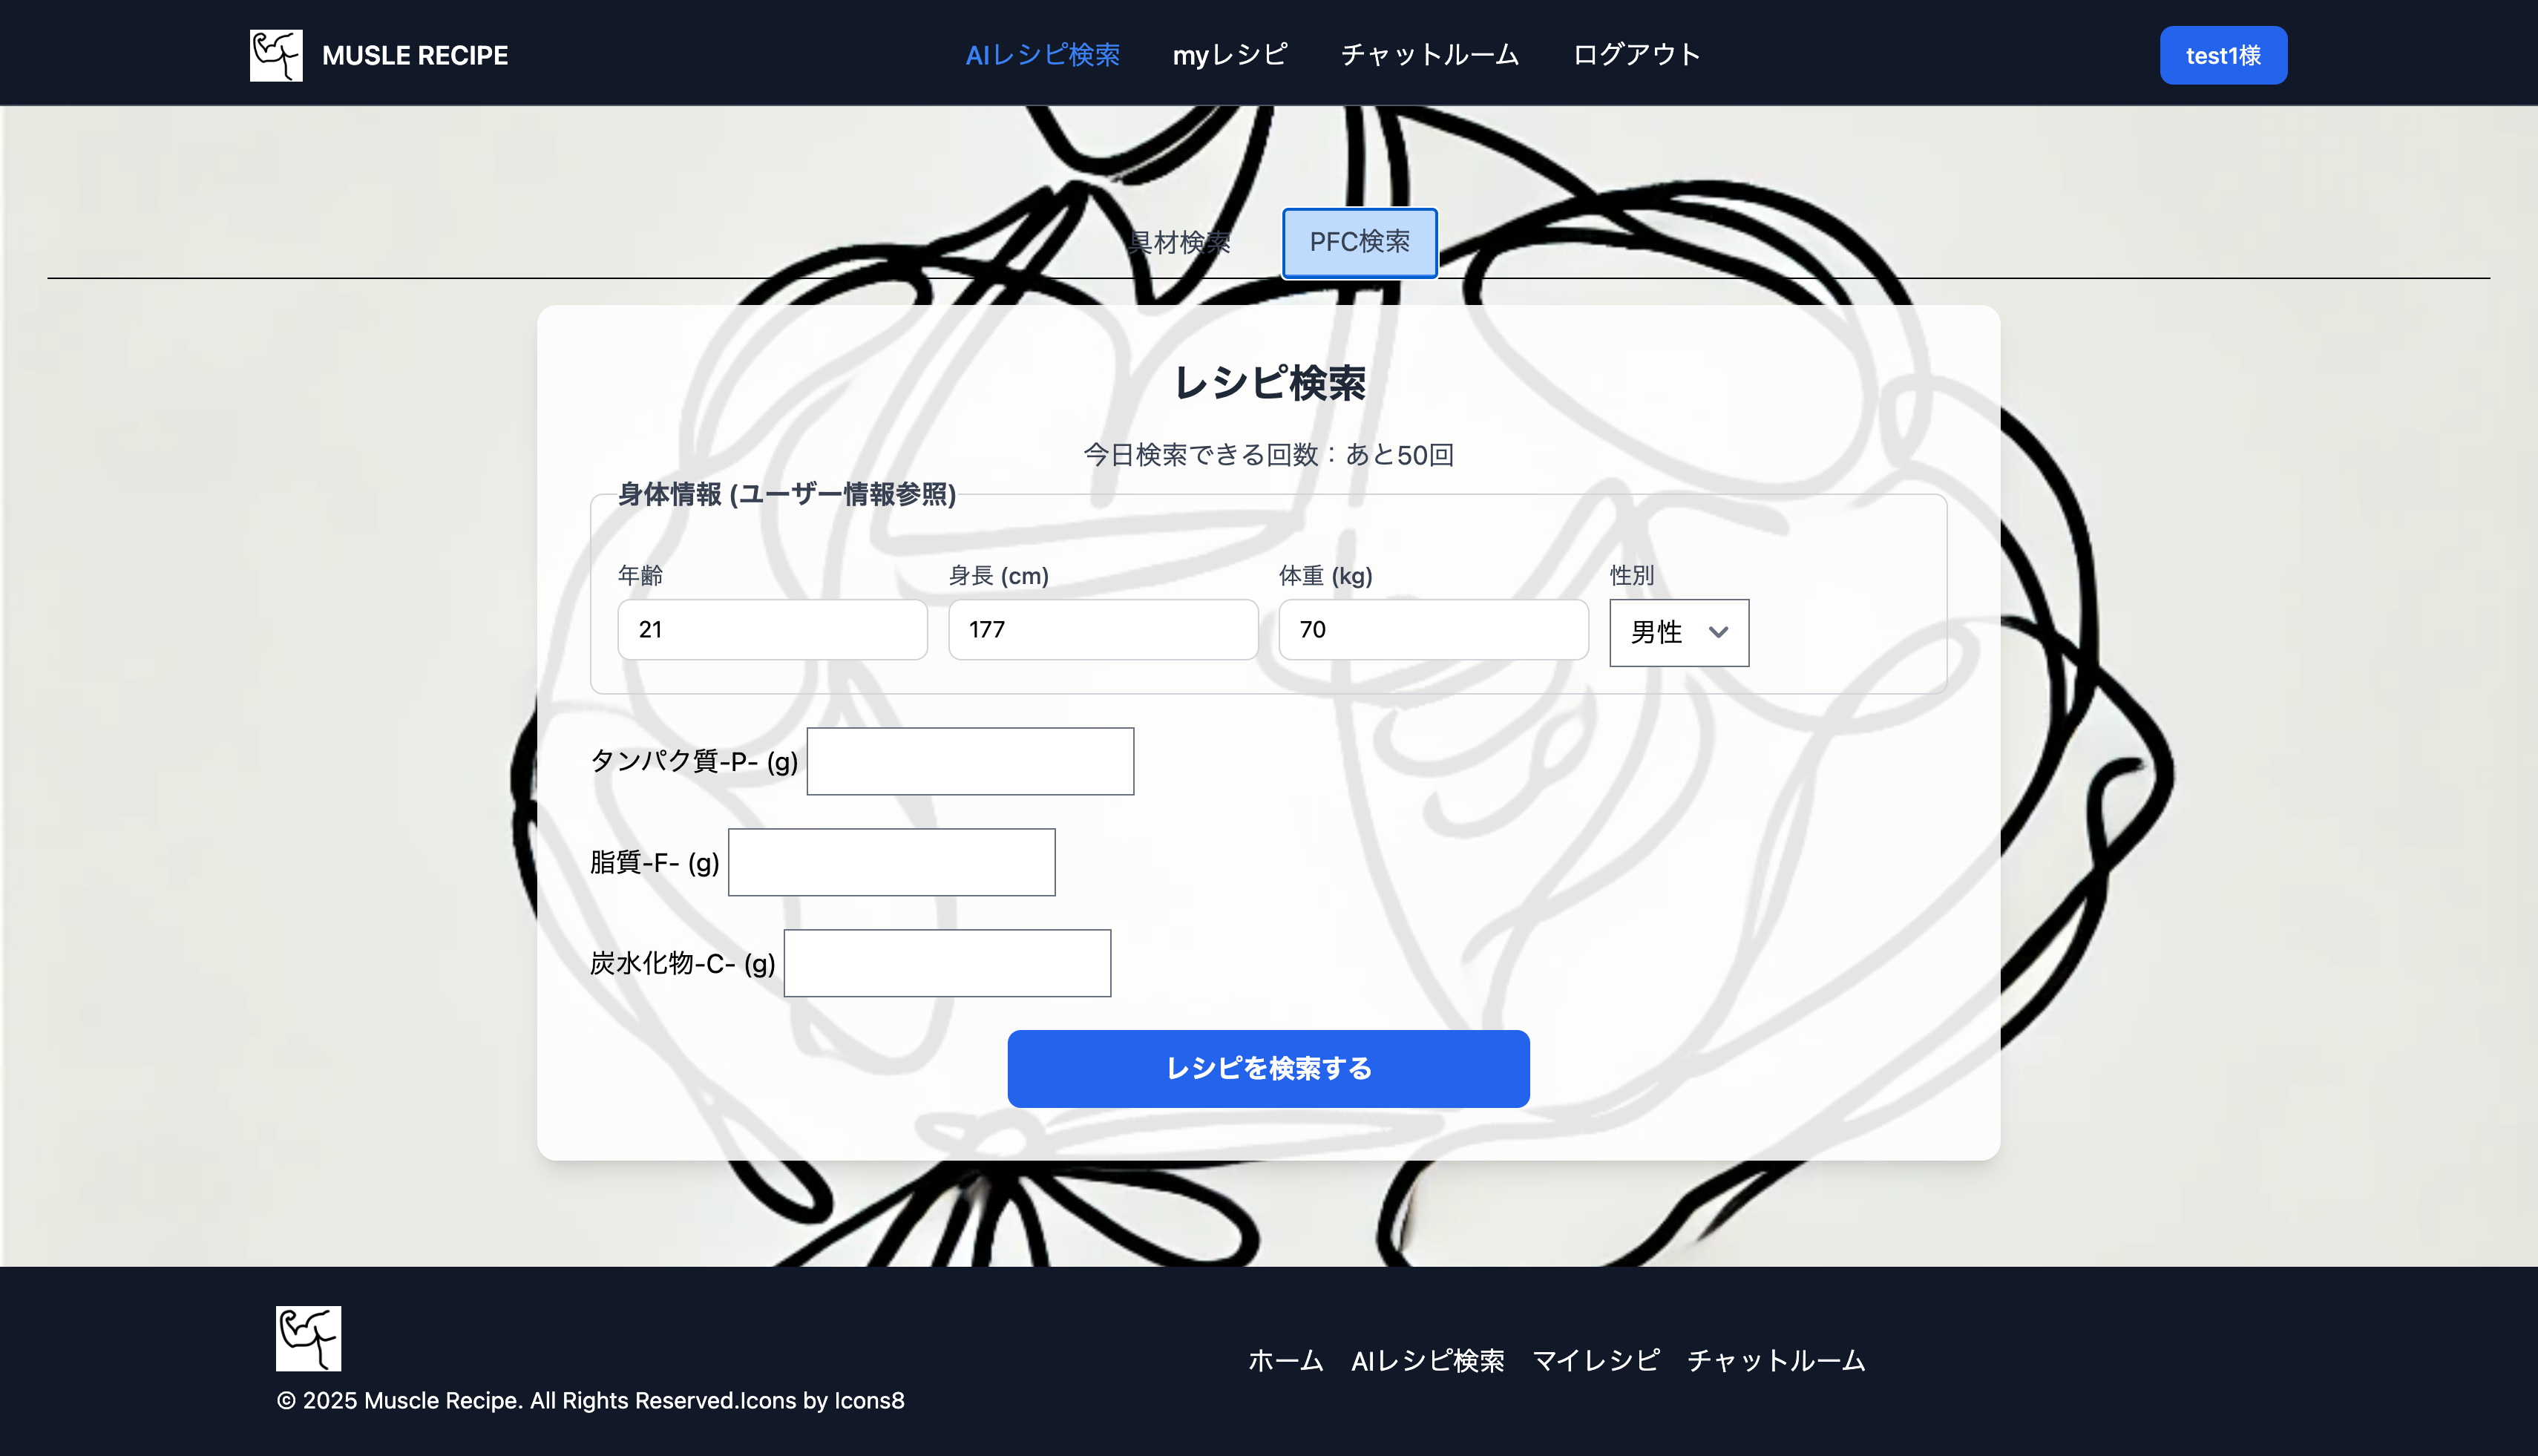 MUSLE RECIPE
AIレシピ検索 myレシピ チャットルーム ログアウト
test1様
具材検索 PFC検索
レシピ検索
今日検索できる回数：あと50回
身体情報 (ユーザー情報参照)
年齢 身長 (cm) 体重 (kg) 性別
21 177 70 男性
タンパク質-P- (g)
脂質-F- (g)
炭水化物-C- (g)
レシピを検索する
ホーム AIレシピ検索 マイレシピ チャットルーム
© 2025 Muscle Recipe. All Rights Reserved.Icons by Icons8